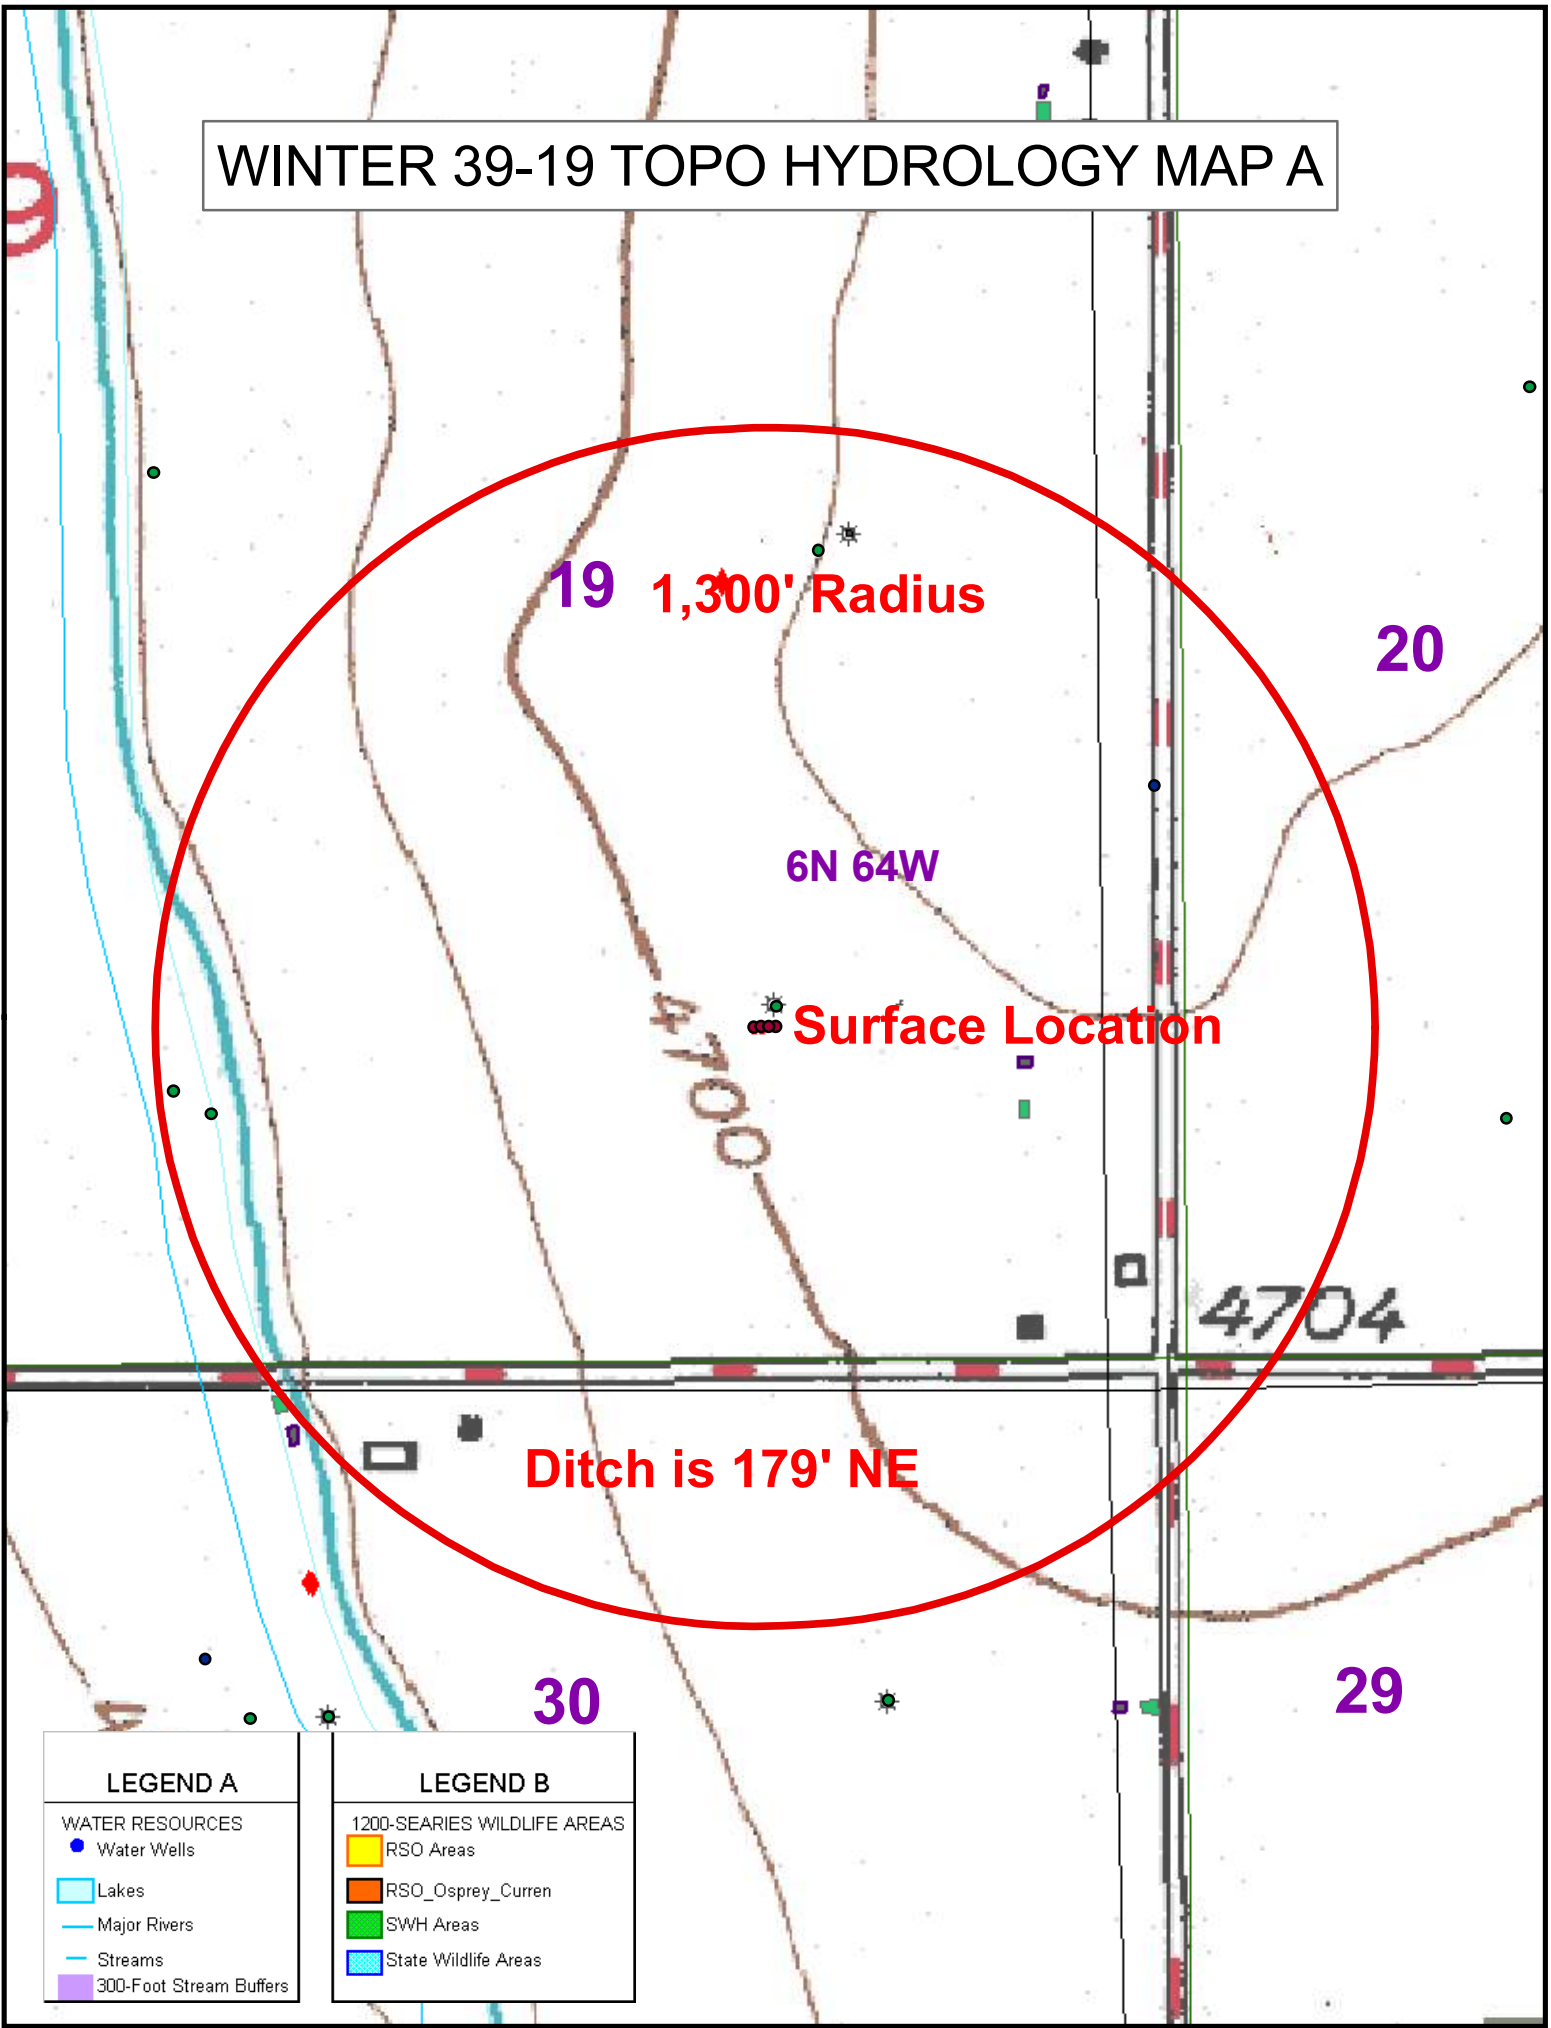 WINTER 39-19 TOPO HYDROLOGY MAP A
19
1,300' Radius
20
6N 64W
Surface Location
4700
4704
Ditch is 179' NE
30
29
LEGEND A
WATER RESOURCES
Water Wells
Lakes
Major Rivers
Streams
300-Foot Stream Buffers
LEGEND B
1200-SEARIES WILDLIFE AREAS
RSO Areas
RSO_Osprey_Curren
SWH Areas
State Wildlife Areas